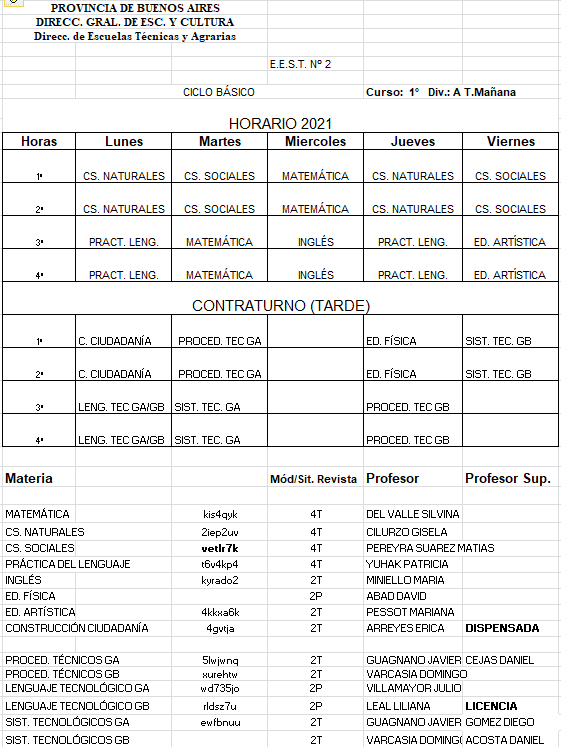 PROVINCIA DE BUENOS AIRES
DIRECC. GRAL. DE ESC. Y CULTURA
Direcc. de Escuelas Técnicas y Agrarias
E.E.S.T. Nº 2
CICLO BÁSICO Curso: 1º Div.: A T.Mañana
HORARIO 2021
Horas Lunes Martes Miercoles Jueves Viernes
1º CS. NATURALES CS. SOCIALES MATEMÁTICA CS. NATURALES CS. SOCIALES
2º CS. NATURALES CS. SOCIALES MATEMÁTICA CS. NATURALES CS. SOCIALES
3º PRACT. LENG. MATEMÁTICA INGLÉS PRACT. LENG. ED. ARTÍSTICA
4º PRACT. LENG. MATEMÁTICA INGLÉS PRACT. LENG. ED. ARTÍSTICA
CONTRATURNO (TARDE)
1º C. CIUDADANÍA PROCED. TEC GA ED. FÍSICA SIST. TEC. GB
2º C. CIUDADANÍA PROCED. TEC GA ED. FÍSICA SIST. TEC. GB
3º LENG. TEC GA/GB SIST. TEC. GA PROCED. TEC GB
4º LENG. TEC GA/GB SIST. TEC. GA PROCED. TEC GB
Materia Mód/Sit. Revista Profesor Profesor Sup.
MATEMÁTICA kis4qyk 4T DEL VALLE SILVINA
CS. NATURALES 2iep2uv 4T CILURZO GISELA
CS. SOCIALES vetlr7k 4T PEREYRA SUAREZ MATIAS
PRÁCTICA DEL LENGUAJE t6v4kp4 4T YUHAK PATRICIA
INGLÉS kyrado2 2T MINIELLO MARIA
ED. FÍSICA 2P ABAD DAVID
ED. ARTÍSTICA 4kkxa6k 2T PESSOT MARIANA
CONSTRUCCIÓN CIUDADANÍA 4gvtja 2T ARREYES ERICA DISPENSADA
PROCED. TÉCNICOS GA 5lwjwnq 2T GUAGNANO JAVIER CEJAS DANIEL
PROCED. TÉCNICOS GB xurehtw 2T VARCASIA DOMINGO
LENGUAJE TECNOLÓGICO GA wd735jo 2P VILLAMAYOR JULIO
LENGUAJE TECNOLÓGICO GB rldsz7u 2P LEAL LILIANA LICENCIA
SIST. TECNOLÓGICOS GA ewfbnuu 2T GUAGNANO JAVIER GOMEZ DIEGO
SIST. TECNOLÓGICOS GB 2T VARCASIA DOMINGO ACOSTA DANIEL